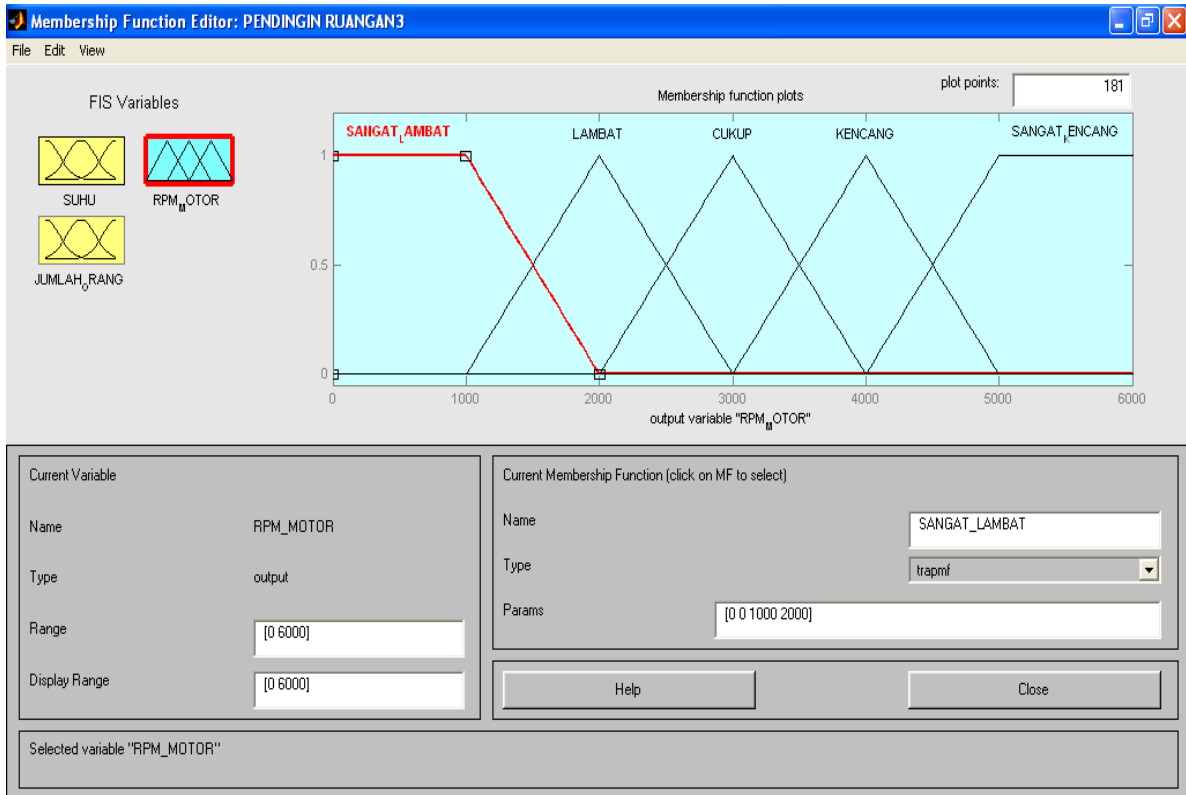 Membership Function Editor: PENDINGIN RUANGAN3
File Edit View
FIS Variables
SUHU
RPM_MOTOR
JUMLAH_ORANG
Membership function plots
plot points:
181
SANGAT_LAMBAT
LAMBAT
CUKUP
KENCANG
SANGAT_KENCANG
1
0.5
0
0 1000 2000 3000 4000 5000 6000
output variable "RPM_MOTOR"
Current Variable
Name RPM_MOTOR
Type output
Range [0 6000]
Display Range [0 6000]
Current Membership Function (click on MF to select)
Name SANGAT_LAMBAT
Type trapmf
Params [0 0 1000 2000]
Help
Close
Selected variable "RPM_MOTOR"